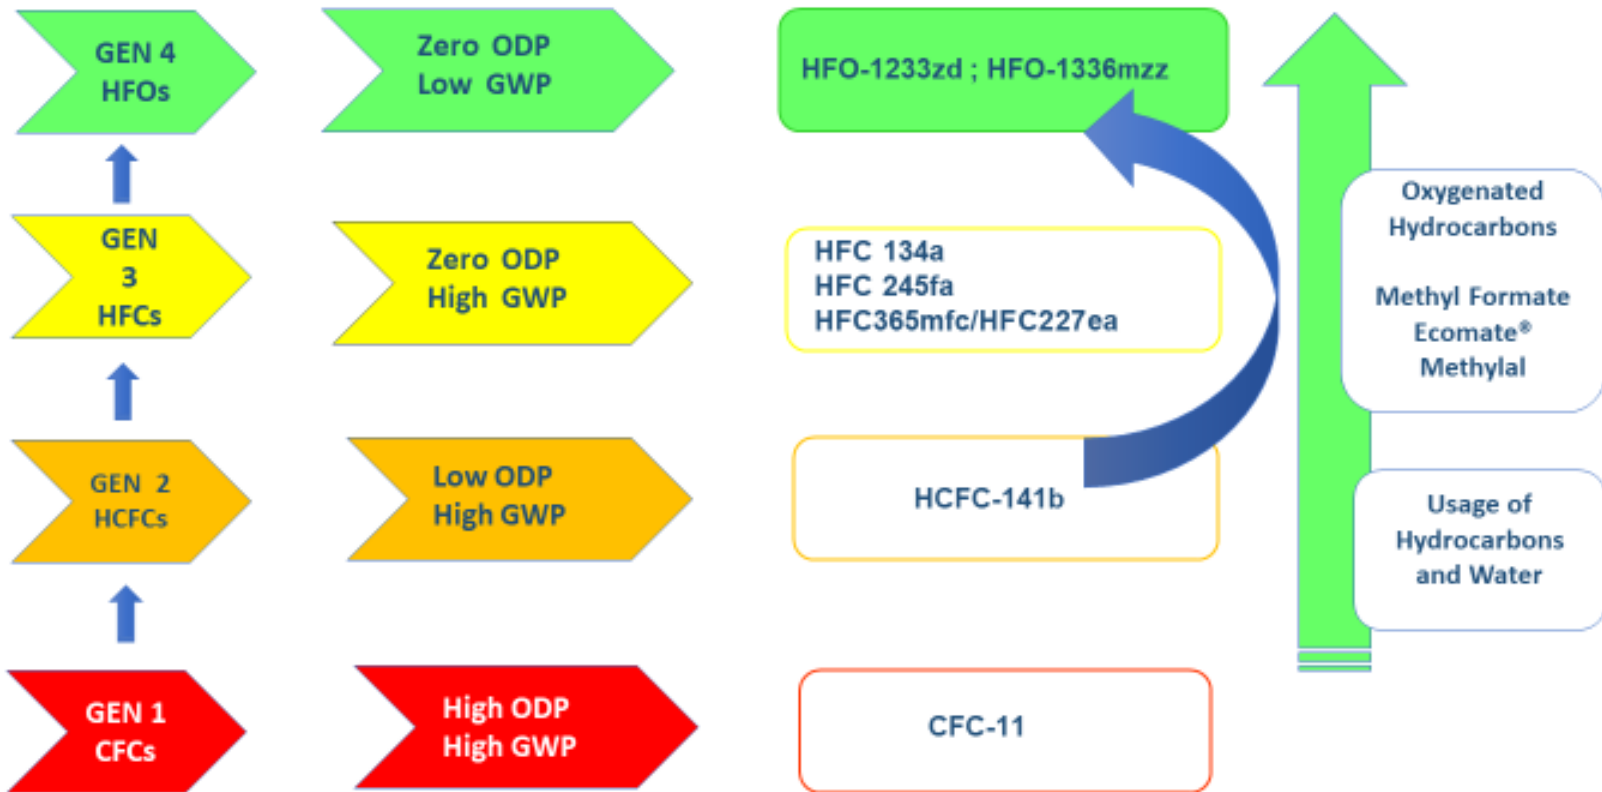 GEN 4
HFOs
Zero ODP
Low GWP
HFO-1233zd ; HFO-1336mzz
GEN
3
HFCs
Zero ODP
High GWP
HFC 134a
HFC 245fa
HFC365mfc/HFC227ea
Oxygenated
Hydrocarbons
Methyl Formate
Ecomate®
Methylal
GEN 2
HCFCs
Low ODP
High GWP
HCFC-141b
Usage of
Hydrocarbons
and Water
GEN 1
CFCs
High ODP
High GWP
CFC-11